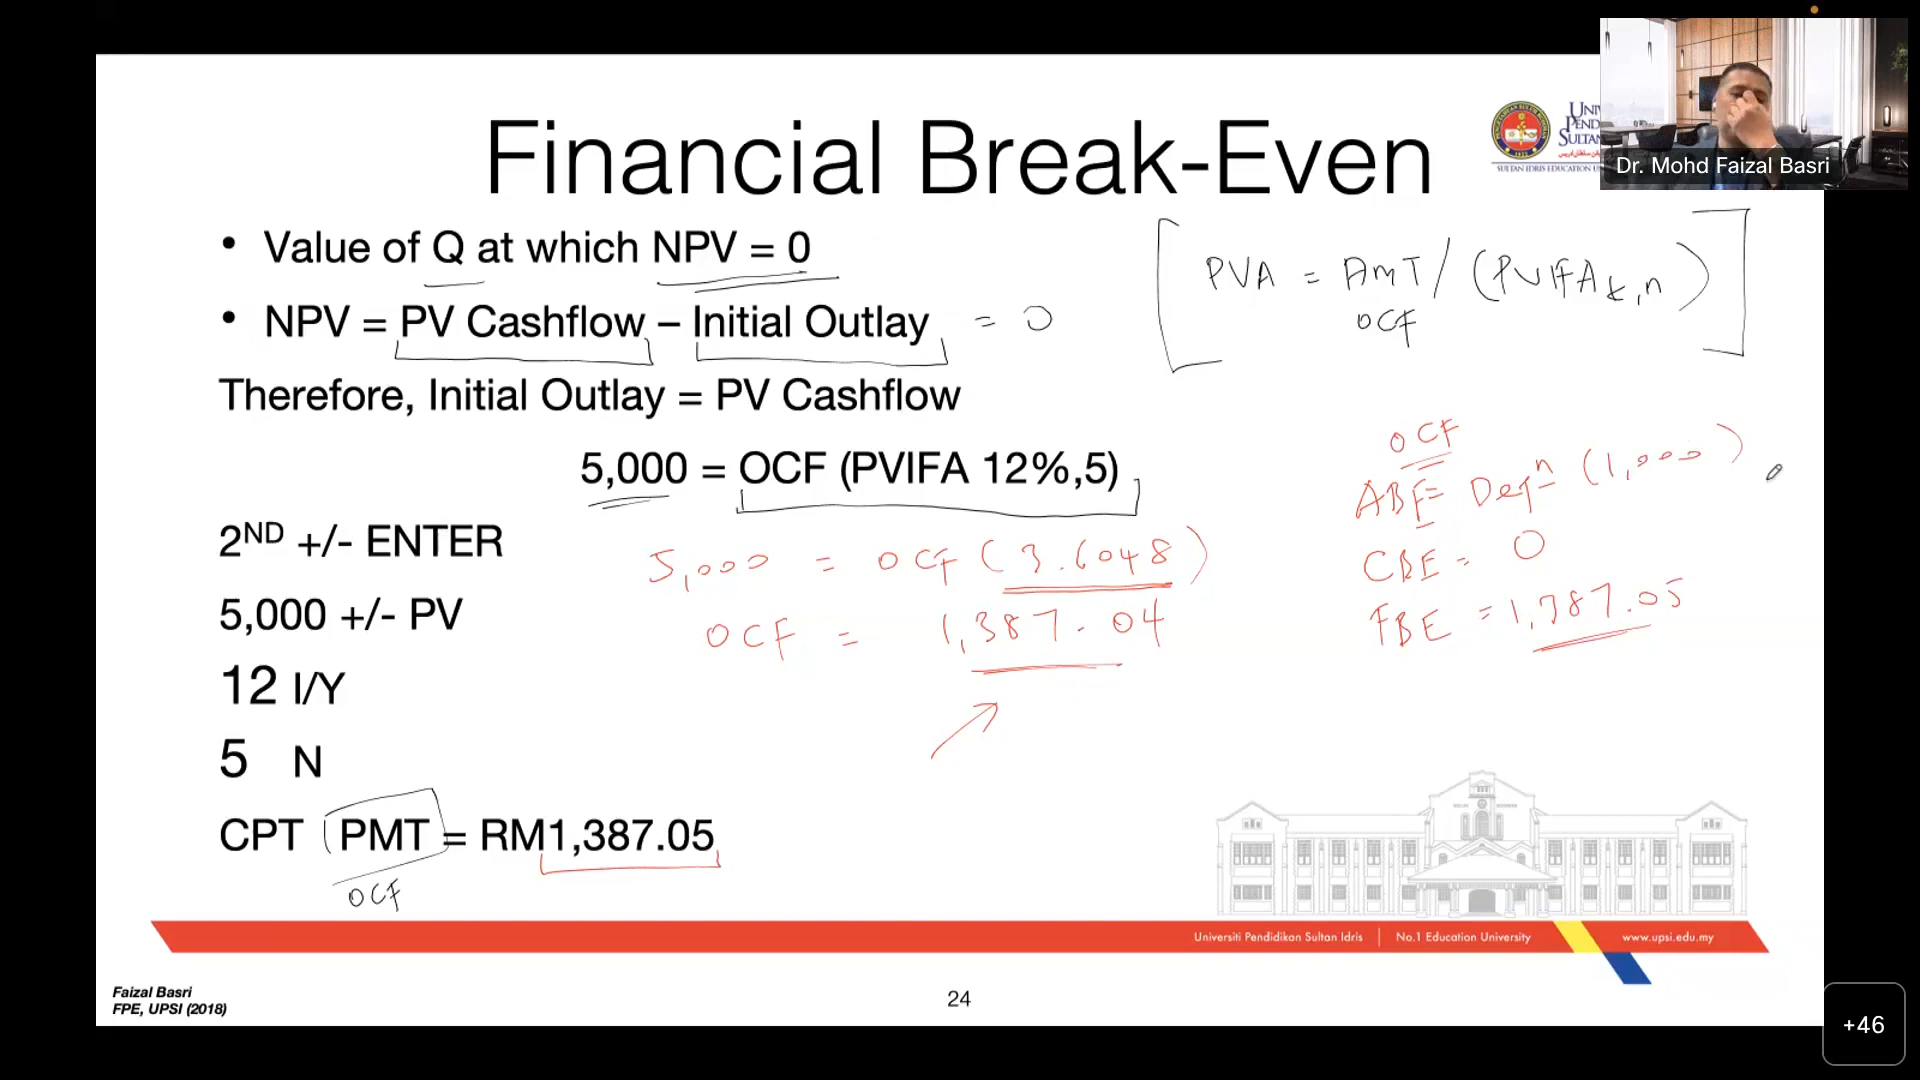 Financial Break-Even
SULTAN IDRIS EDUCATION
Dr. Mohd Faizal Basri
• Value of Q at which NPV = 0
PVA = AMT / (PVIFA k,n)
OCF
• NPV = PV Cashflow – Initial Outlay = 0
Therefore, Initial Outlay = PV Cashflow
5,000 = OCF (PVIFA 12%,5)
OCF
ABE = Depn (1,000)
CBE = 0
FBE = 1,387.05
2ND +/- ENTER
5,000 = OCF (3.6048)
5,000 +/- PV
OCF = 1,387.04
12 I/Y
5 N
CPT PMT = RM1,387.05
OCF
Universiti Pendidikan Sultan Idris | No.1 Education University
www.upsi.edu.my
Faizal Basri
FPE, UPSI (2018)
24
+46